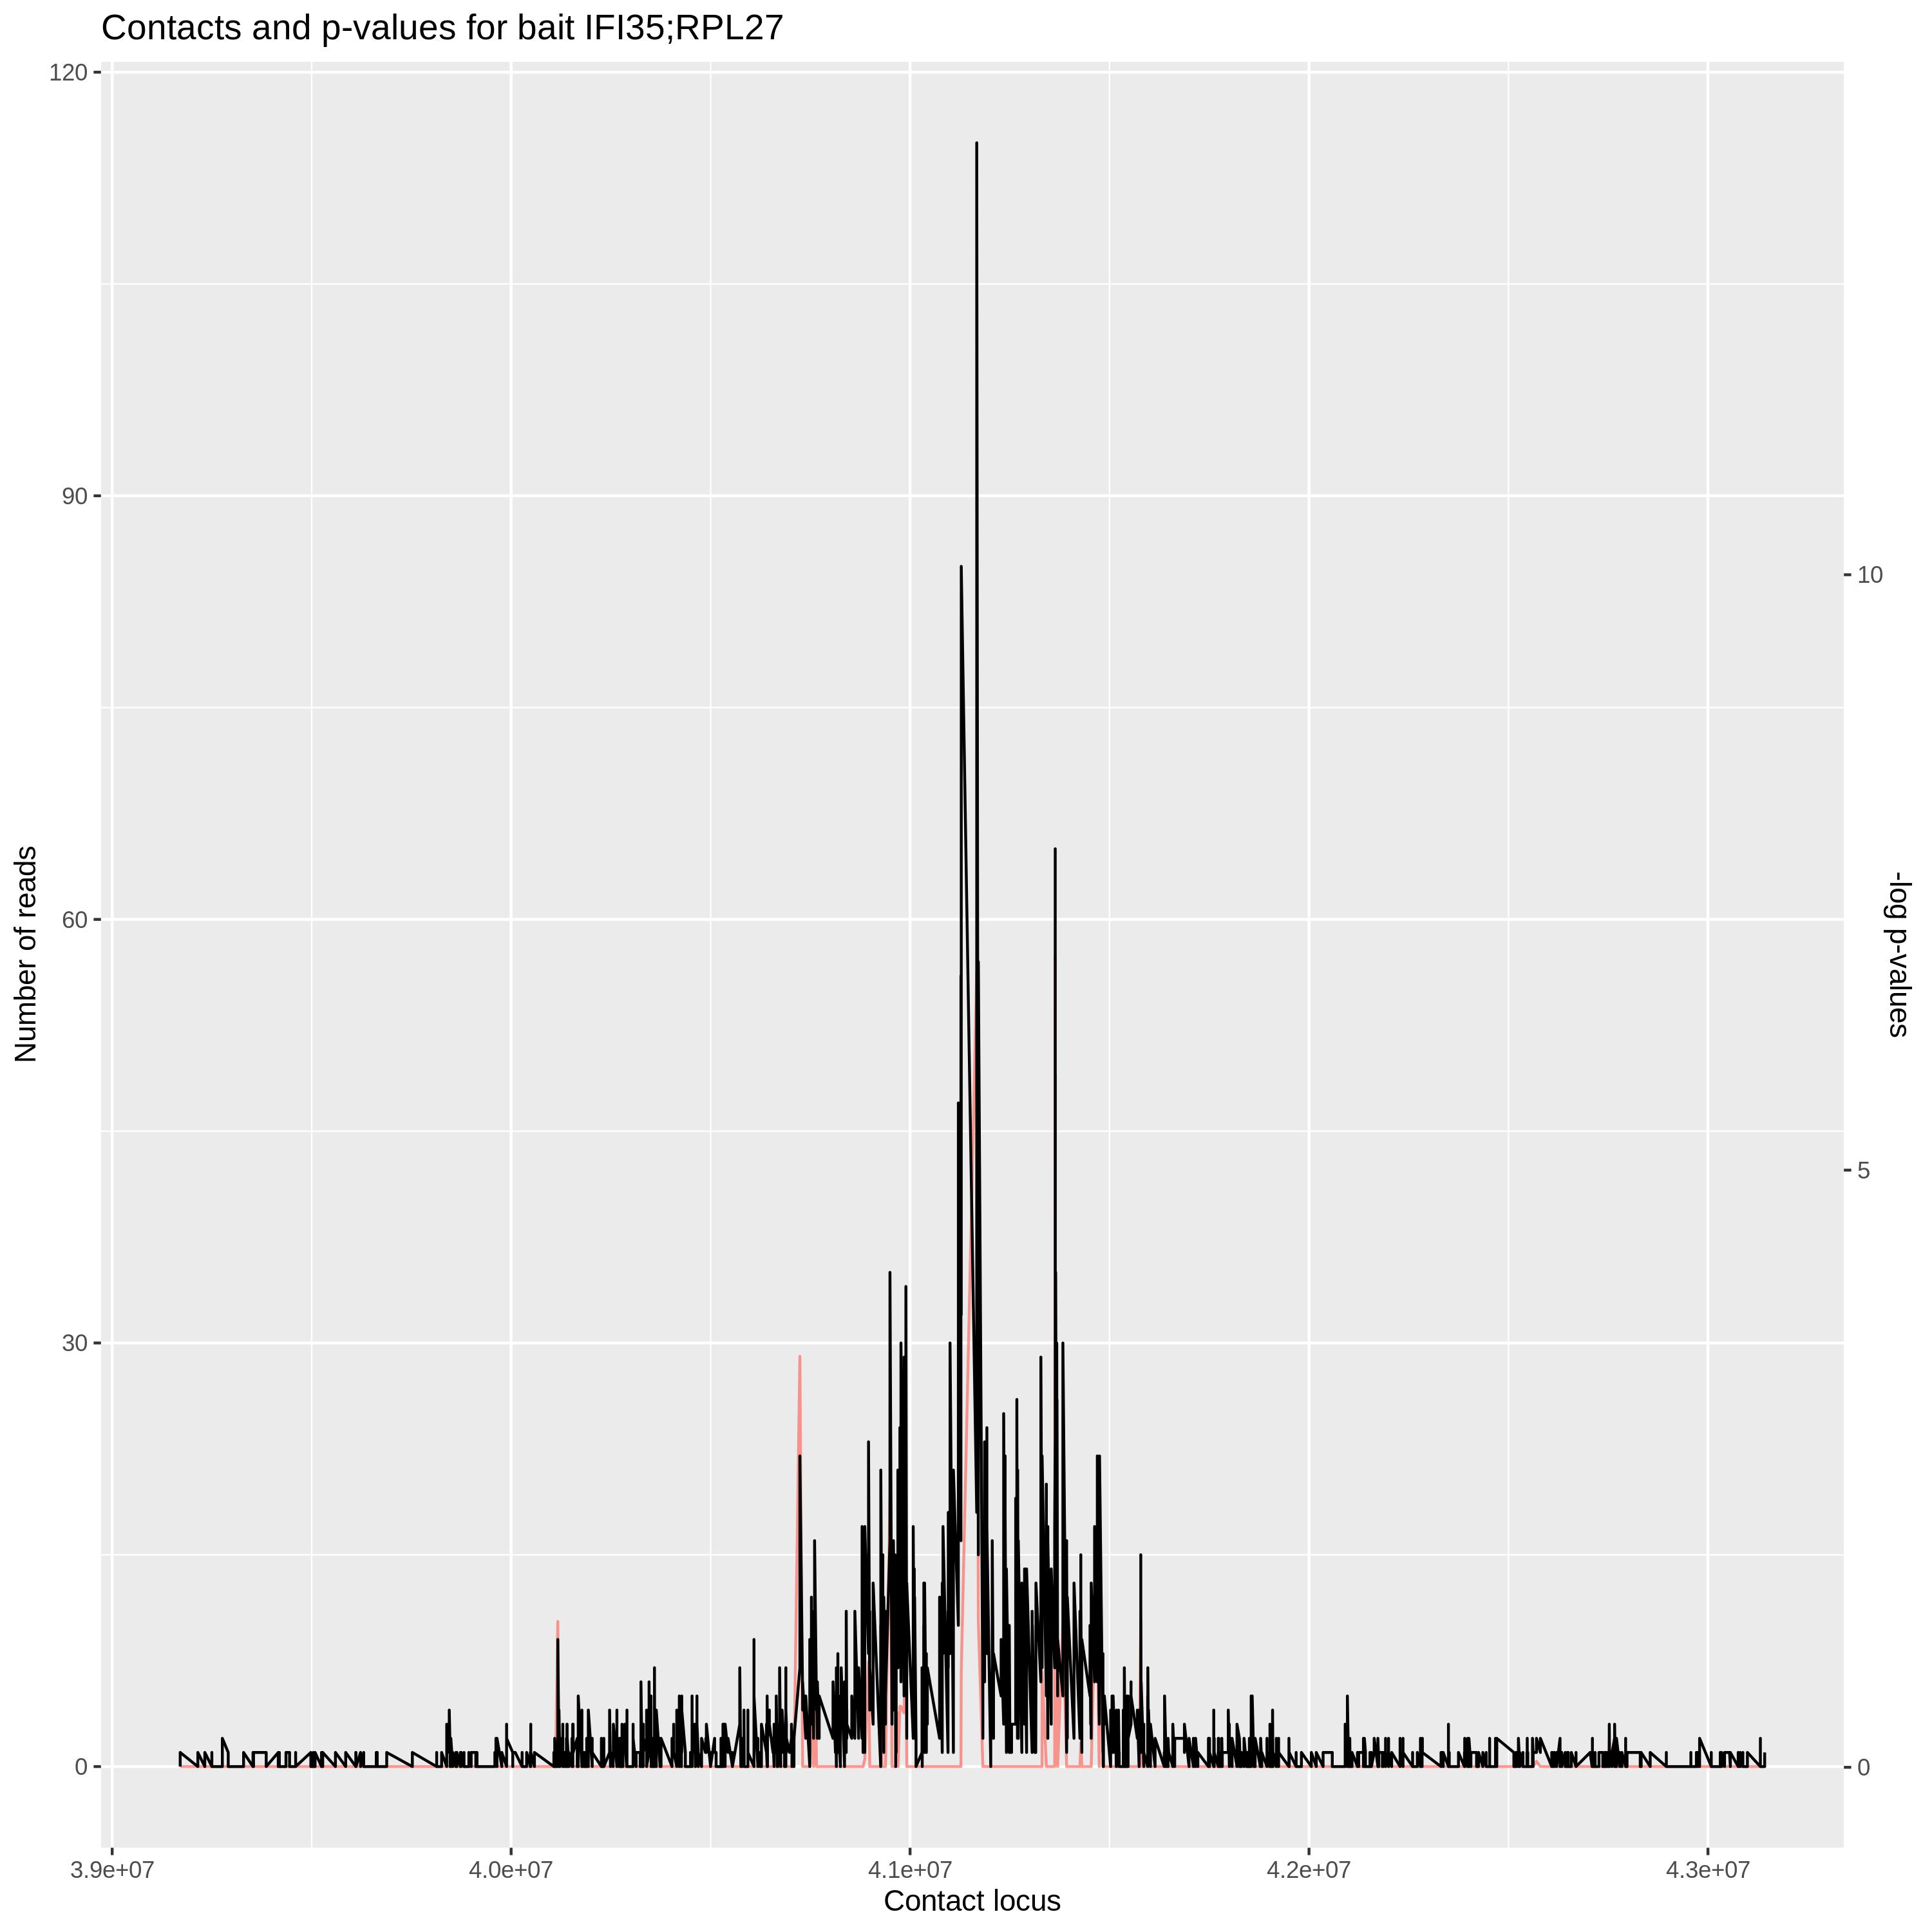 Contacts and p-values for bait IFI35;RPL27
120
90
60
30
0
Number of reads
10
5
0
-log p-values
3.9e+07
4.0e+07
4.1e+07
4.2e+07
4.3e+07
Contact locus